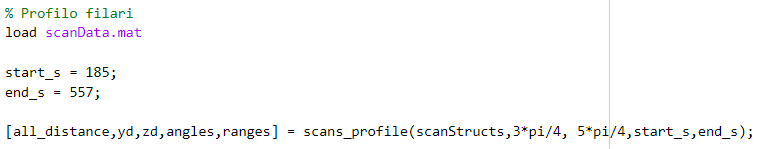 % Profilo filari
load scanData.mat
start_s = 185;
end_s = 557;
[all_distance,yd,zd,angles,ranges] = scans_profile(scanStructs,3*pi/4, 5*pi/4,start_s,end_s);